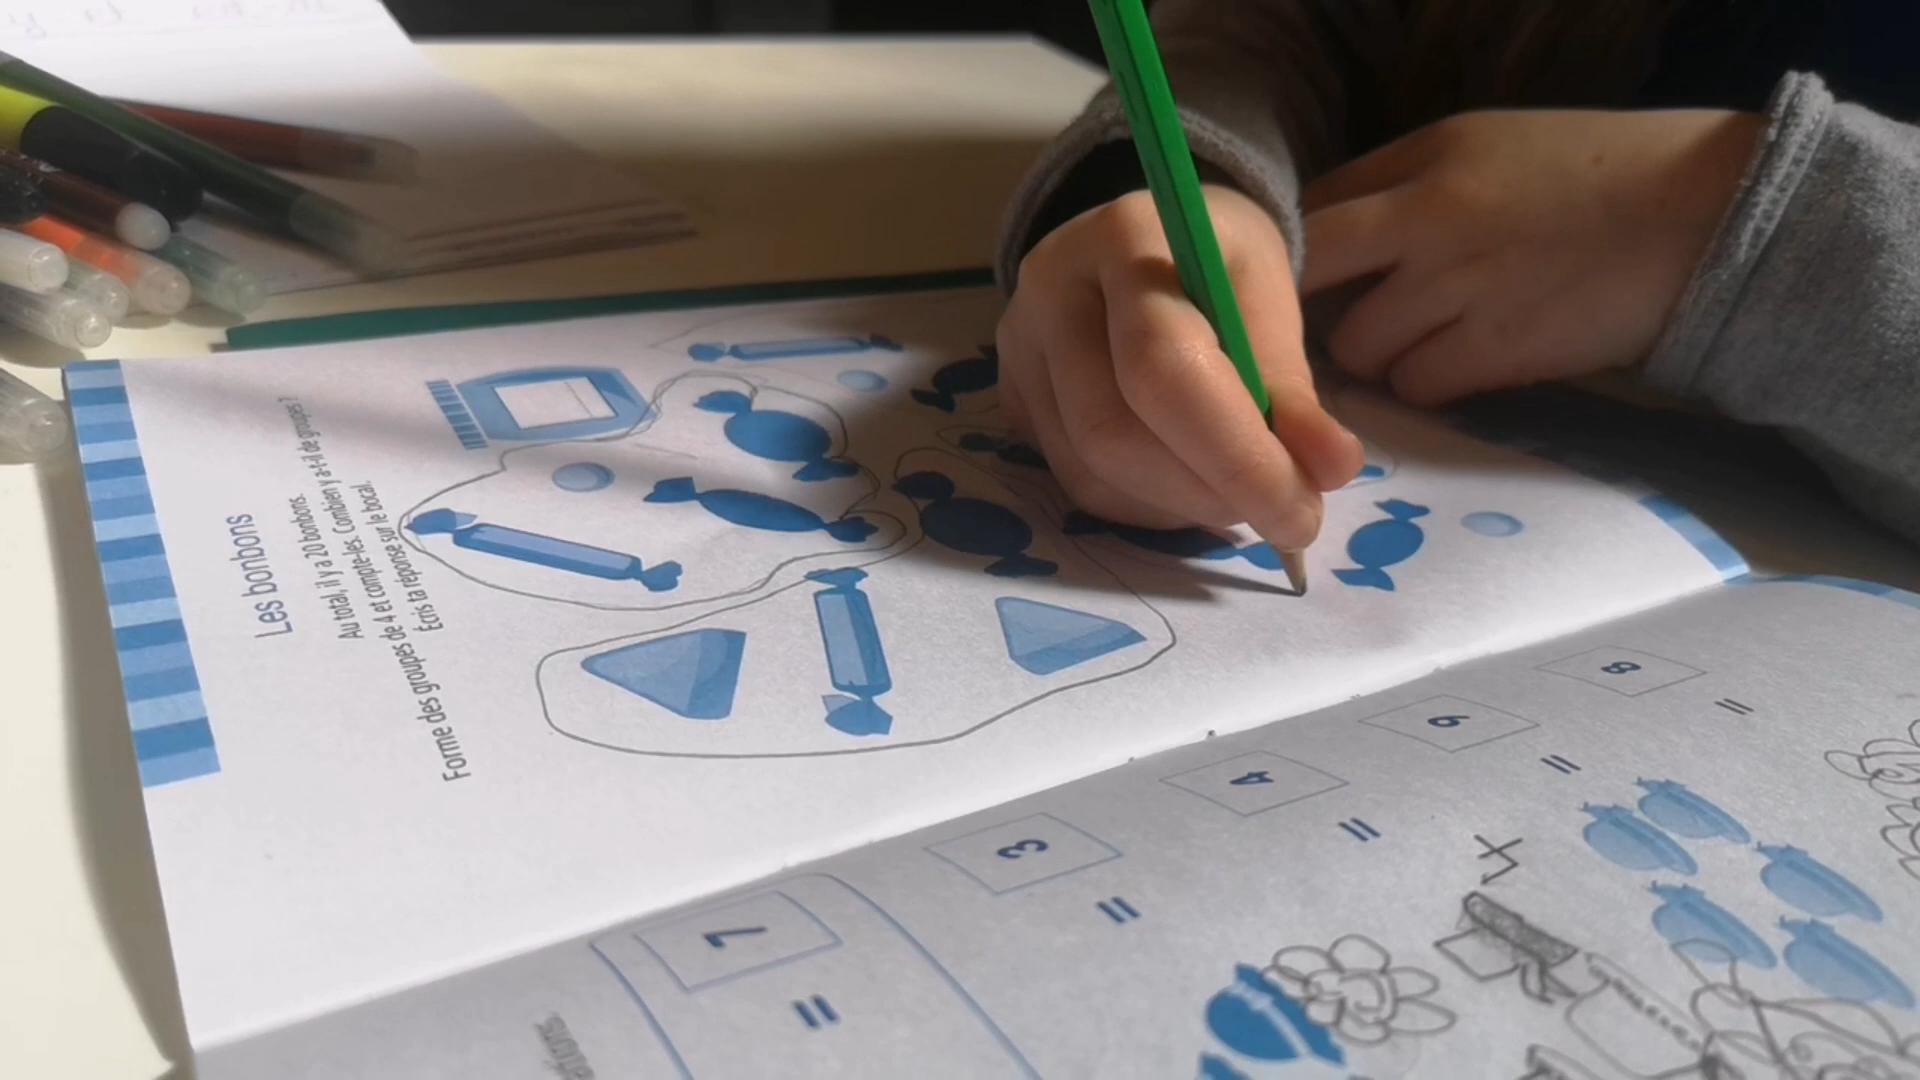 Les bonbons
Au total, il y a 20 bonbons.
Forme des groupes de 4 et compte-les. Combien y a-t-il de groupes ?
Écris ta réponse sur le bocal.
7 =
3 =
4 =
6 =
8 =